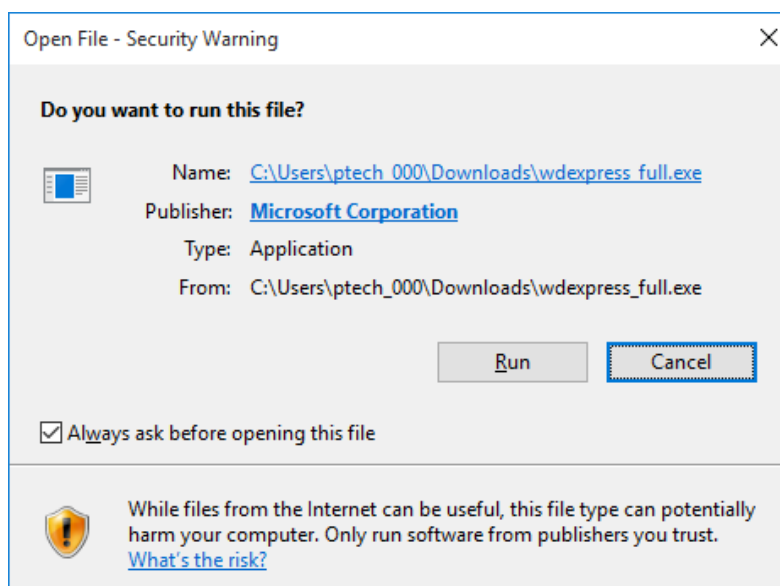 Open File - Security Warning
Do you want to run this file?
Name: C:\Users\ptech_000\Downloads\wdexpress_full.exe
Publisher: Microsoft Corporation
Type: Application
From: C:\Users\ptech_000\Downloads\wdexpress_full.exe
Run Cancel
Always ask before opening this file
While files from the Internet can be useful, this file type can potentially
harm your computer. Only run software from publishers you trust.
What's the risk?